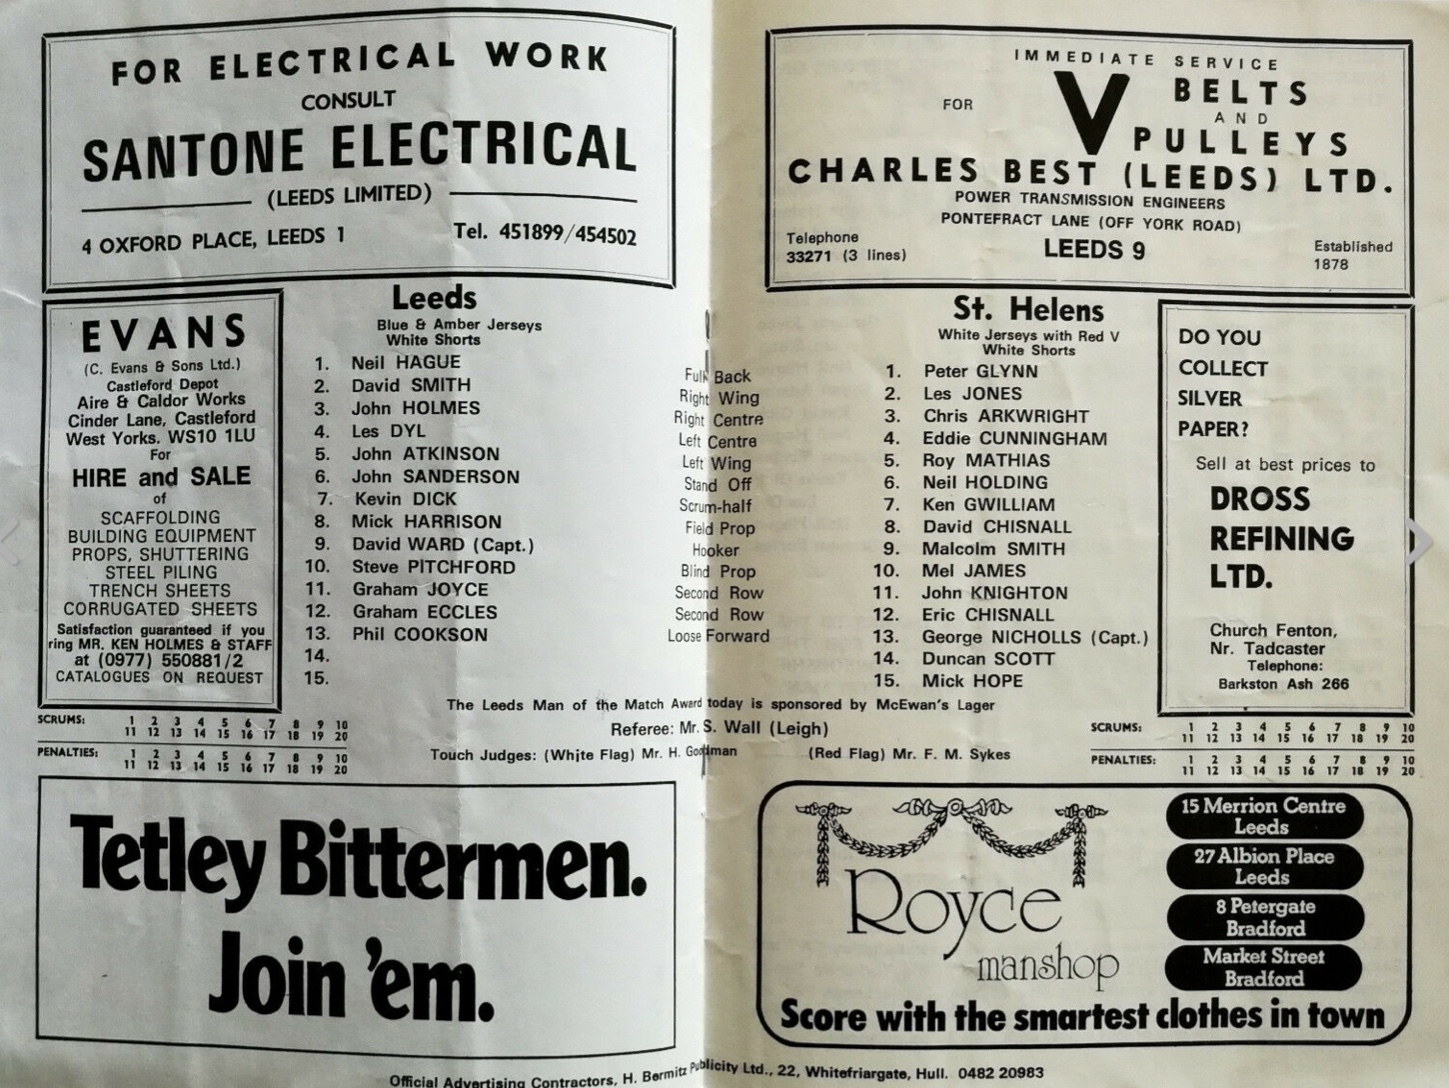 FOR ELECTRICAL WORK
CONSULT
SANTONE ELECTRICAL
(LEEDS LIMITED)
4 OXFORD PLACE, LEEDS 1
Tel. 451899/454502
IMMEDIATE SERVICE
FOR
V BELTS
AND
PULLEYS
CHARLES BEST (LEEDS) LTD.
POWER TRANSMISSION ENGINEERS
PONTEFRACT LANE (OFF YORK ROAD)
Telephone
33271 (3 lines)
LEEDS 9
Established
1878
EVANS
(C. Evans & Sons Ltd.)
Castleford Depot
Aire & Caldor Works
Cinder Lane, Castleford
West Yorks. WS10 1LU
For
HIRE and SALE
of
SCAFFOLDING
BUILDING EQUIPMENT
PROPS, SHUTTERING
STEEL PILING
TRENCH SHEETS
CORRUGATED SHEETS
Satisfaction guaranteed if you
ring MR. KEN HOLMES & STAFF
at (0977) 550881/2
CATALOGUES ON REQUEST
Leeds
Blue & Amber Jerseys
White Shorts
1. Neil HAGUE
2. David SMITH
3. John HOLMES
4. Les DYL
5. John ATKINSON
6. John SANDERSON
7. Kevin DICK
8. Mick HARRISON
9. David WARD (Capt.)
10. Steve PITCHFORD
11. Graham JOYCE
12. Graham ECCLES
13. Phil COOKSON
14.
15.
Full Back
Right Wing
Right Centre
Left Centre
Left Wing
Stand Off
Scrum-half
Field Prop
Hooker
Blind Prop
Second Row
Second Row
Loose Forward
St. Helens
White Jerseys with Red V
White Shorts
1. Peter GLYNN
2. Les JONES
3. Chris ARKWRIGHT
4. Eddie CUNNINGHAM
5. Roy MATHIAS
6. Neil HOLDING
7. Ken GWILLIAM
8. David CHISNALL
9. Malcolm SMITH
10. Mel JAMES
11. John KNIGHTON
12. Eric CHISNALL
13. George NICHOLLS (Capt.)
14. Duncan SCOTT
15. Mick HOPE
DO YOU
COLLECT
SILVER
PAPER?
Sell at best prices to
DROSS
REFINING
LTD.
Church Fenton,
Nr. Tadcaster
Telephone:
Barkston Ash 266
The Leeds Man of the Match Award today is sponsored by McEwan's Lager
Referee: Mr. S. Wall (Leigh)
Touch Judges: (White Flag) Mr. H. (Red Flag) Mr. F. M. Sykes
SCRUMS: 1 2 3 4 5 6 7 8 9 10
11 12 13 14 15 16 17 18 19 20
PENALTIES: 1 2 3 4 5 6 7 8 9 10
11 12 13 14 15 16 17 18 19 20
SCRUMS: 1 2 3 4 5 6 7 8 9 10
11 12 13 14 15 16 17 18 19 20
PENALTIES: 1 2 3 4 5 6 7 8 9 10
11 12 13 14 15 16 17 18 19 20
Tetley Bittermen.
Join 'em.
Royce
manshop
15 Merrion Centre
Leeds
27 Albion Place
Leeds
8 Petergate
Bradford
Market Street
Bradford
Score with the smartest clothes in town
Official Advertising Contractors, H. Bermitz Publicity Ltd., 22, Whitefriargate, Hull. 0482 20983